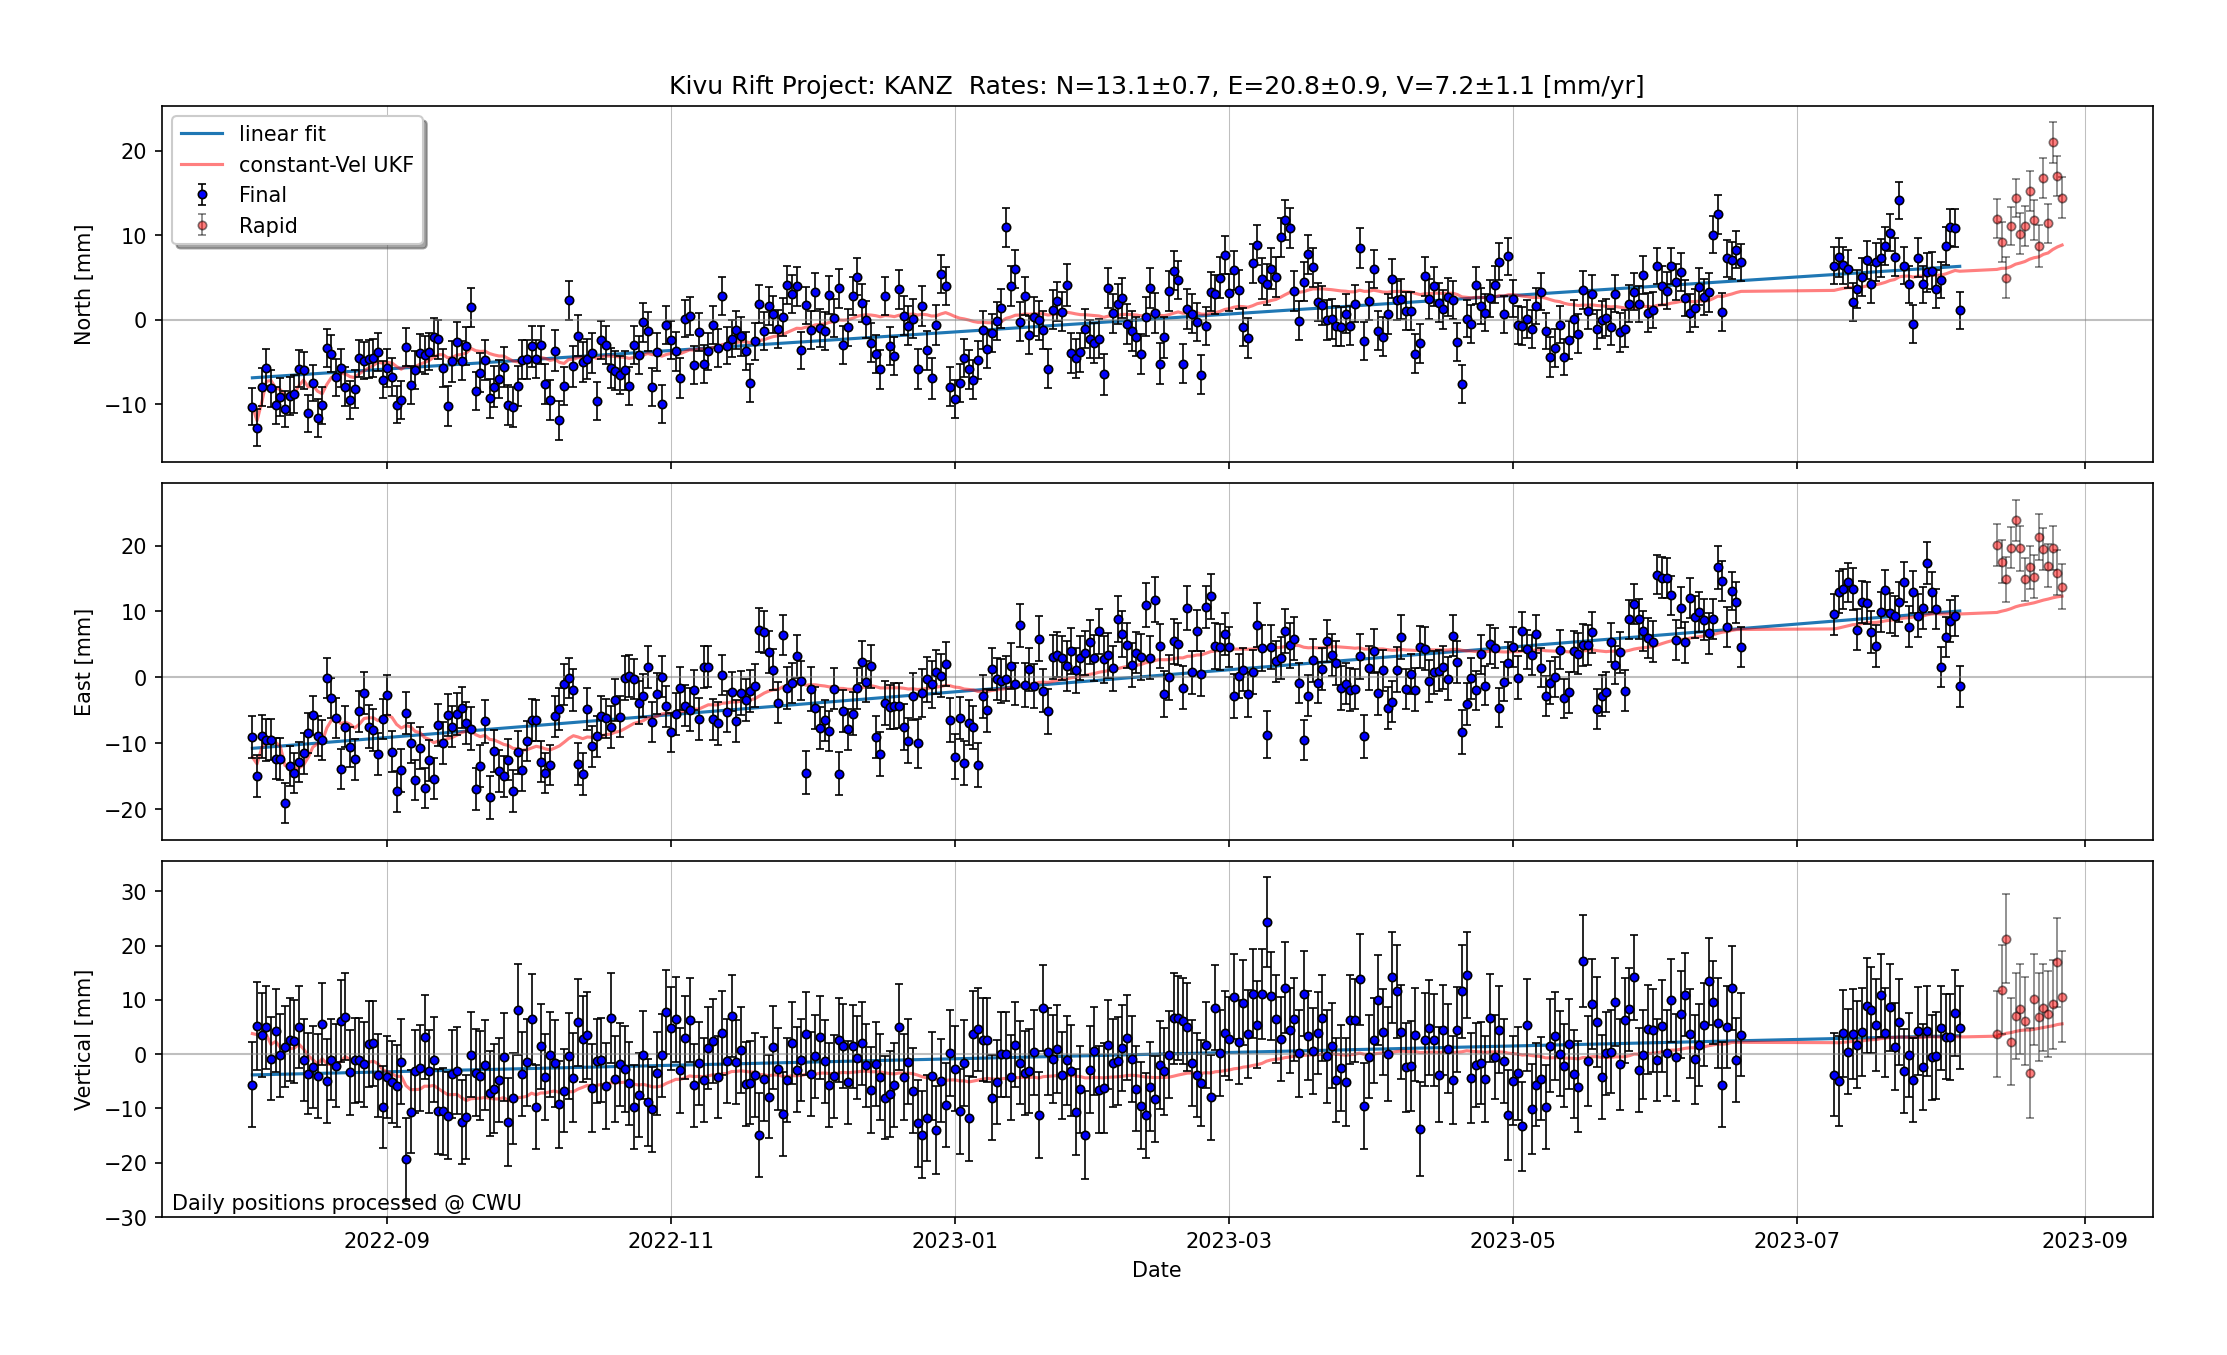 Kivu Rift Project: KANZ  Rates: N=13.1±0.7, E=20.8±0.9, V=7.2±1.1 [mm/yr]
linear fit
constant-Vel UKF
Final
Rapid
North [mm]
20
10
0
−10
East [mm]
20
10
0
−10
−20
Vertical [mm]
30
20
10
0
−10
−20
−30
Daily positions processed @ CWU
2022-09
2022-11
2023-01
2023-03
2023-05
2023-07
2023-09
Date